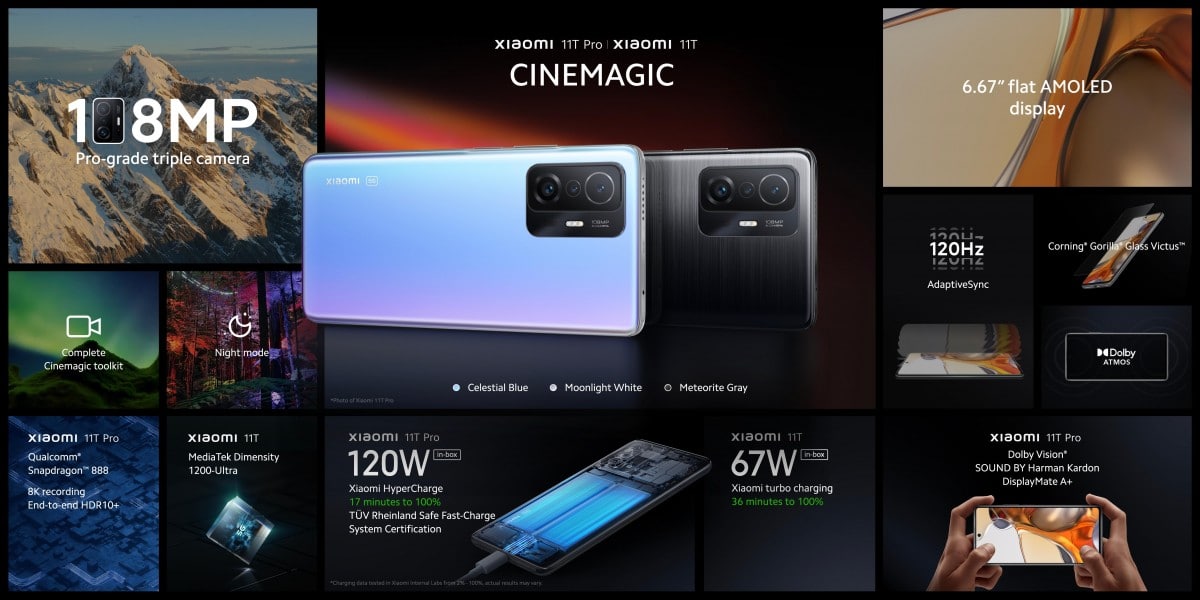 108MP
Pro-grade triple camera
Complete
Cinemagic toolkit
Night mode
xiaomi 11T Pro | xiaomi 11T
CINEMAGIC
xiaomi 5G
108MP
108MP
Celestial Blue Moonlight White Meteorite Gray
*Photo of Xiaomi 11T Pro
6.67” flat AMOLED
display
120Hz
120Hz
120Hz
AdaptiveSync
Corning® Gorilla® Glass Victus™
Dolby
ATMOS
xiaomi 11T Pro
Qualcomm®
Snapdragon™ 888
8K recording
End-to-end HDR10+
xiaomi 11T
MediaTek Dimensity
1200-Ultra
xiaomi 11T Pro
120W in-box
Xiaomi HyperCharge
17 minutes to 100%
TÜV Rheinland Safe Fast-Charge
System Certification
*Charging data tested in Xiaomi Internal Labs from 2% - 100%, actual results may vary.
xiaomi 11T
67W in-box
Xiaomi turbo charging
36 minutes to 100%
xiaomi 11T Pro
Dolby Vision®
SOUND BY Harman Kardon
DisplayMate A+